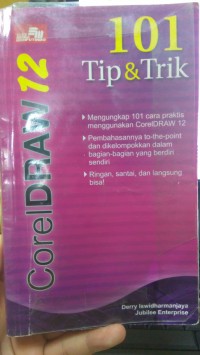 101
Tip & Trik
CorelDRAW 12
Mengungkap 101 cara praktis
menggunakan CorelDRAW 12
Pembahasannya to-the-point
dan dikelompokkan dalam
bagian-bagian yang berdiri
sendiri
Ringan, santai, dan langsung
bisa!
Derry Iswidharmanjaya
Jubilee Enterprise